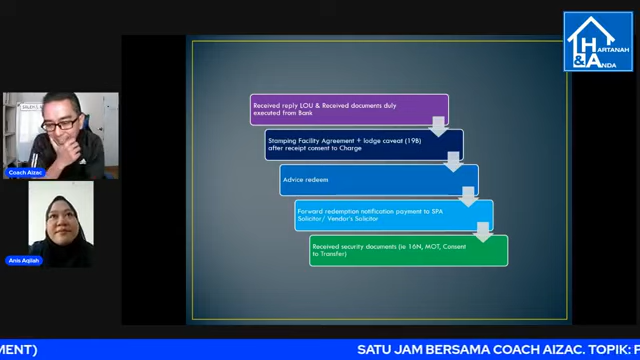 HARTANAH
& ANDA
Received reply LOU & Received documents duly
executed from Bank
Stamping Facility Agreement + lodge caveat (19B)
after receipt consent to Charge
Advice redeem
Forward redemption notification payment to SPA
Solicitor/ Vendor's Solicitor
Received security documents (ie 16N, MOT, Consent
to Transfer)
Coach Aizac
Anis Aqilah
MENT)
SATU JAM BERSAMA COACH AIZAC. TOPIK: P